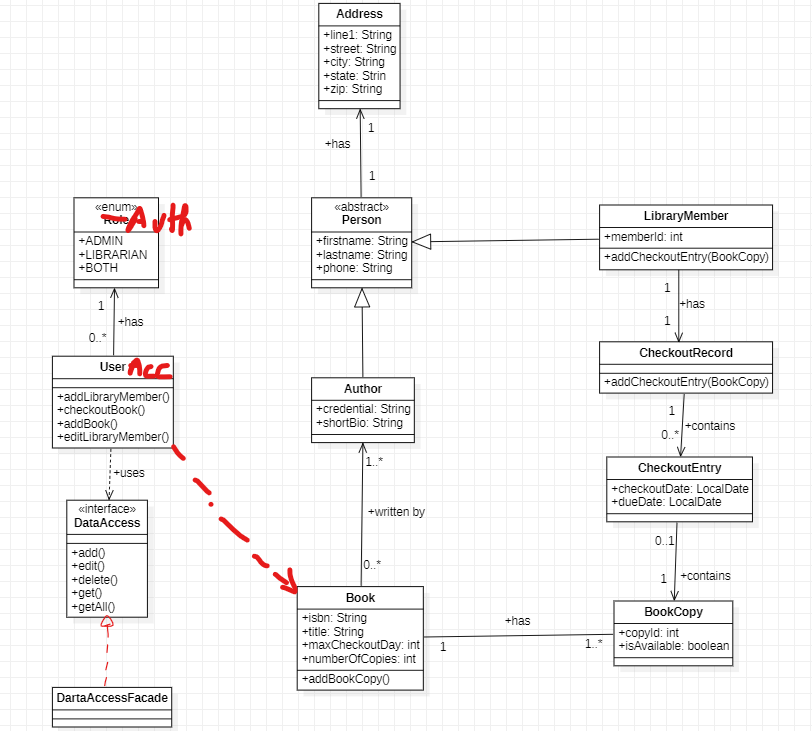 Address
+line1: String
+street: String
+city: String
+state: Strin
+zip: String
1
+has
1
«enum»
Role
Auth
+ADMIN
+LIBRARIAN
+BOTH
1
+has
0..*
«abstract»
Person
+firstname: String
+lastname: String
+phone: String
LibraryMember
+memberId: int
+addCheckoutEntry(BookCopy)
1
+has
1
User Acc
+addLibraryMember()
+checkoutBook()
+addBook()
+editLibraryMember()
+uses
Author
+credential: String
+shortBio: String
1..*
+written by
0..*
CheckoutRecord
+addCheckoutEntry(BookCopy)
1
+contains
0..*
CheckoutEntry
+checkoutDate: LocalDate
+dueDate: LocalDate
0..1
+contains
1
«interface»
DataAccess
+add()
+edit()
+delete()
+get()
+getAll()
Book
+isbn: String
+title: String
+maxCheckoutDay: int
+numberOfCopies: int
+addBookCopy()
+has
1
1..*
BookCopy
+copyId: int
+isAvailable: boolean
DartaAccessFacade